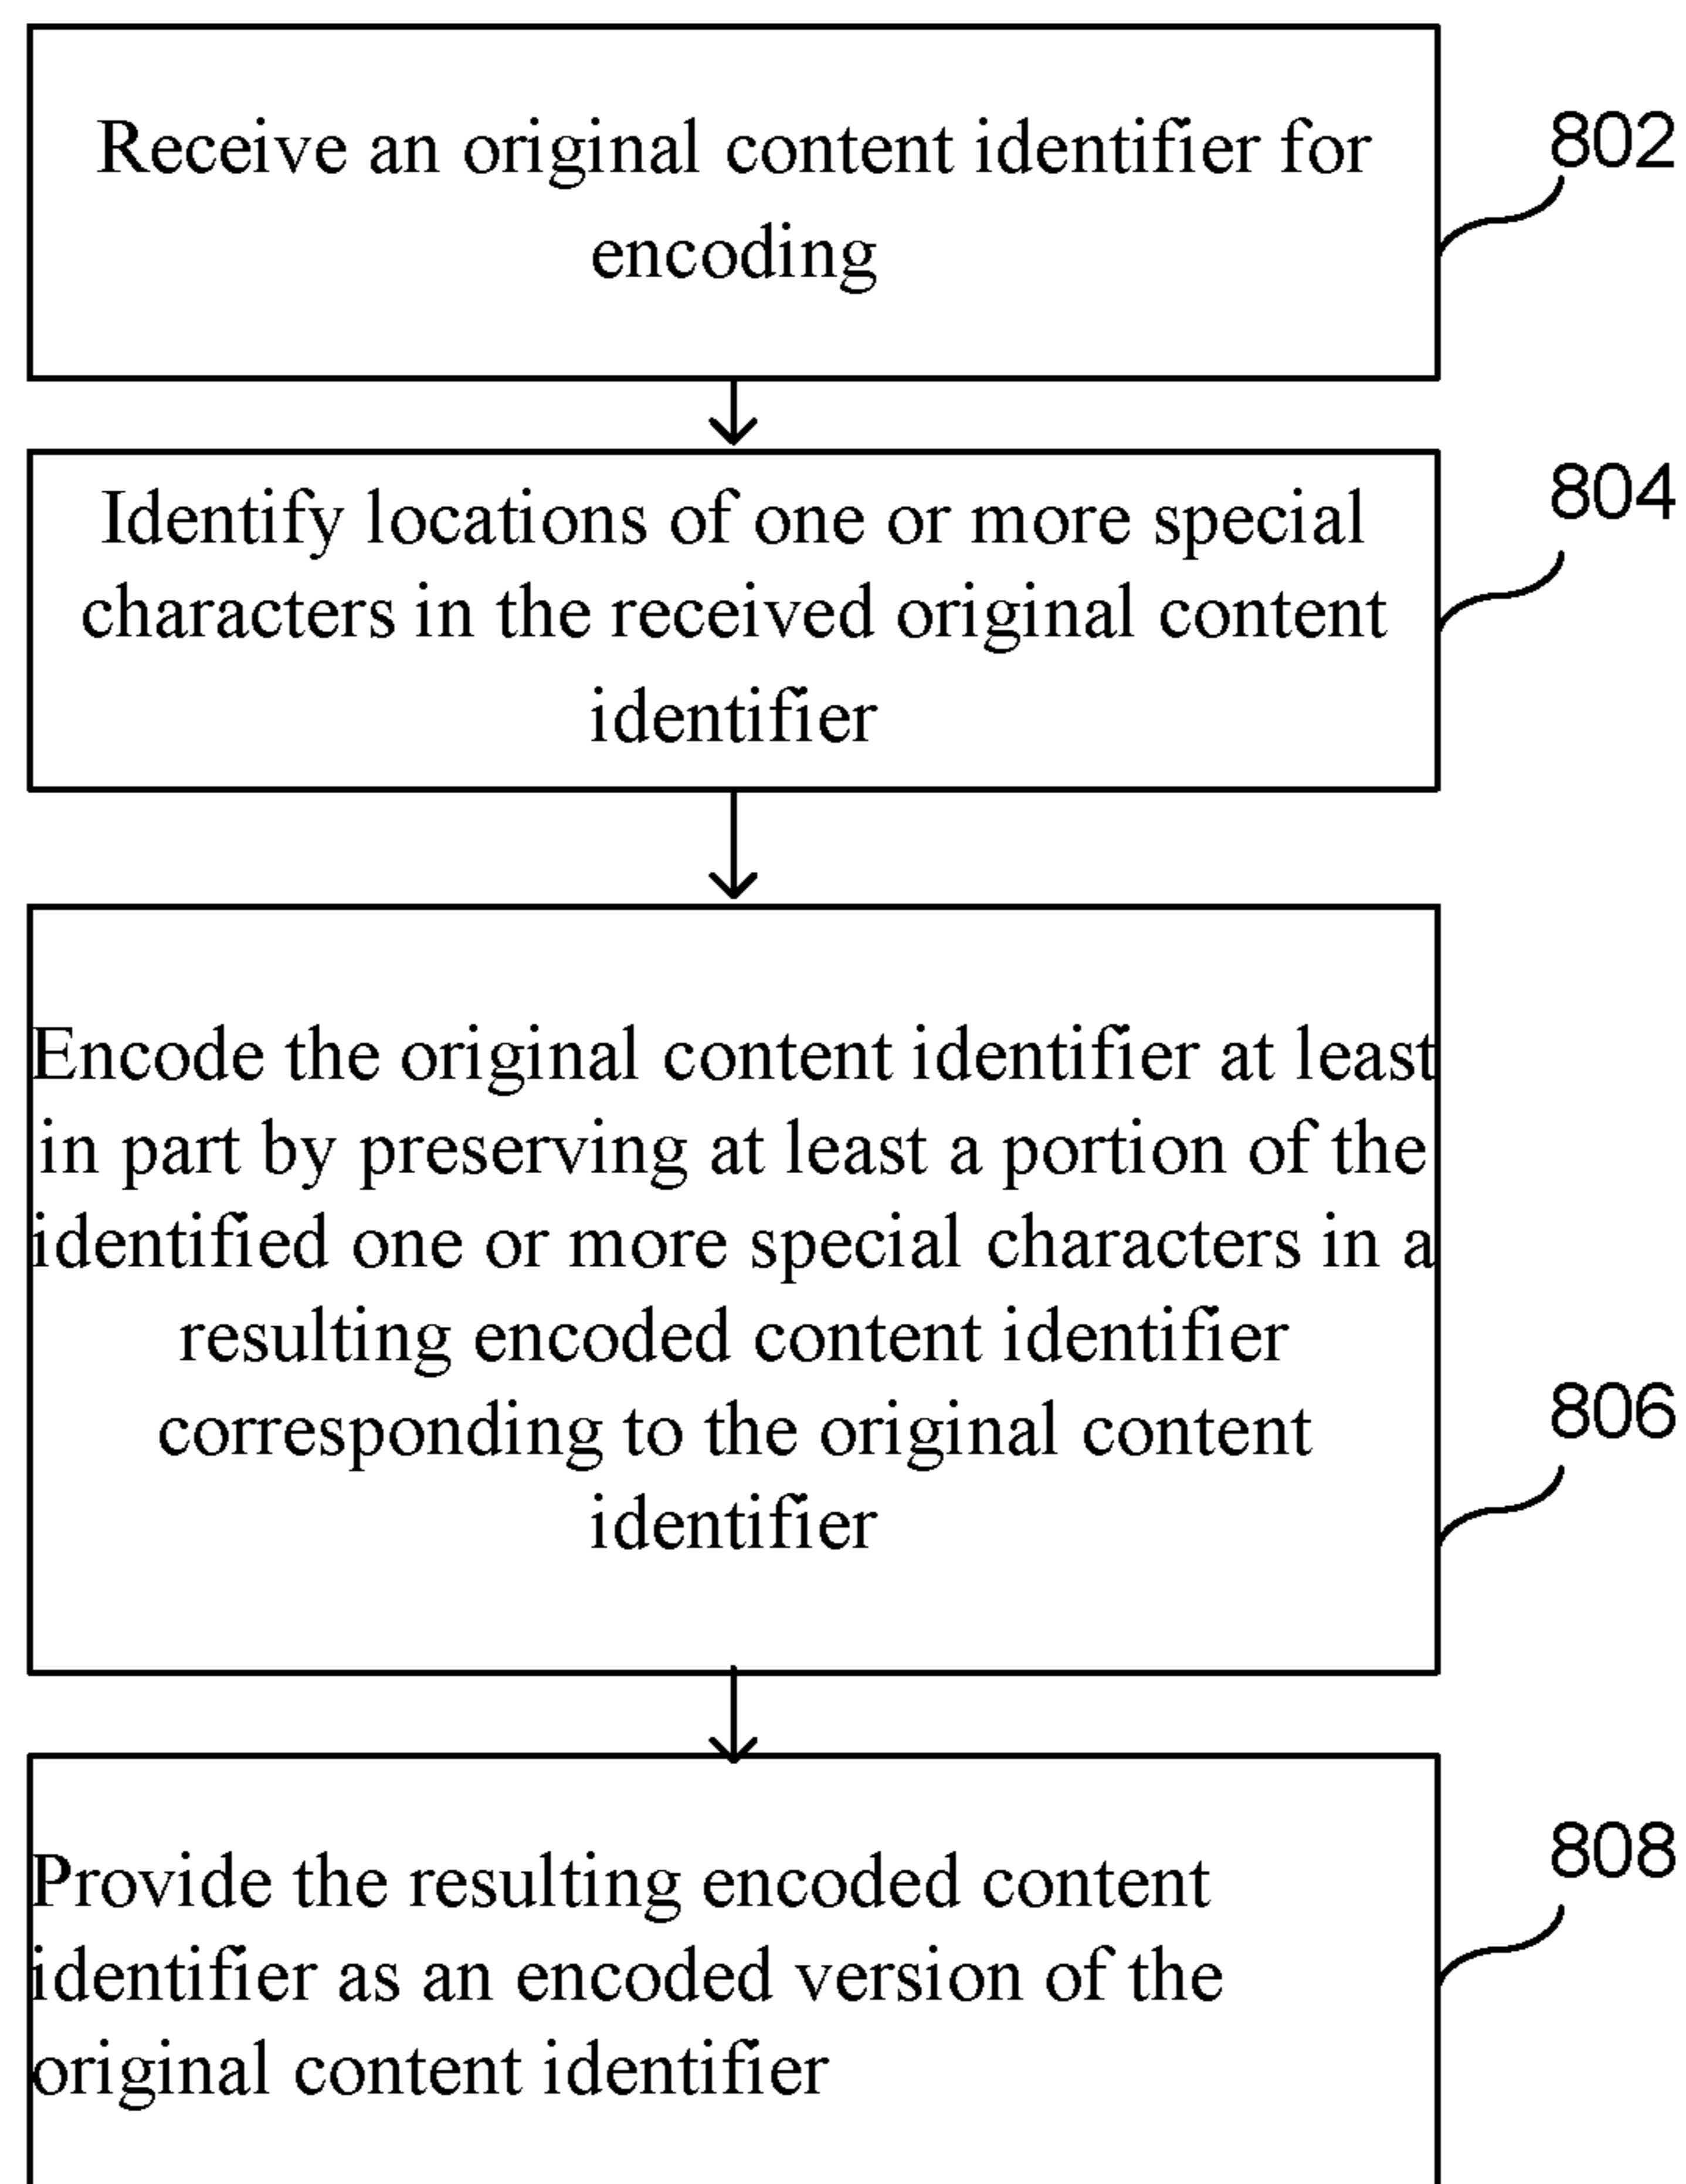 Receive an original content identifier for
encoding
802
Identify locations of one or more special
characters in the received original content
identifier
804
Encode the original content identifier at least
in part by preserving at least a portion of the
identified one or more special characters in a
resulting encoded content identifier
corresponding to the original content
identifier
806
Provide the resulting encoded content
identifier as an encoded version of the
original content identifier
808